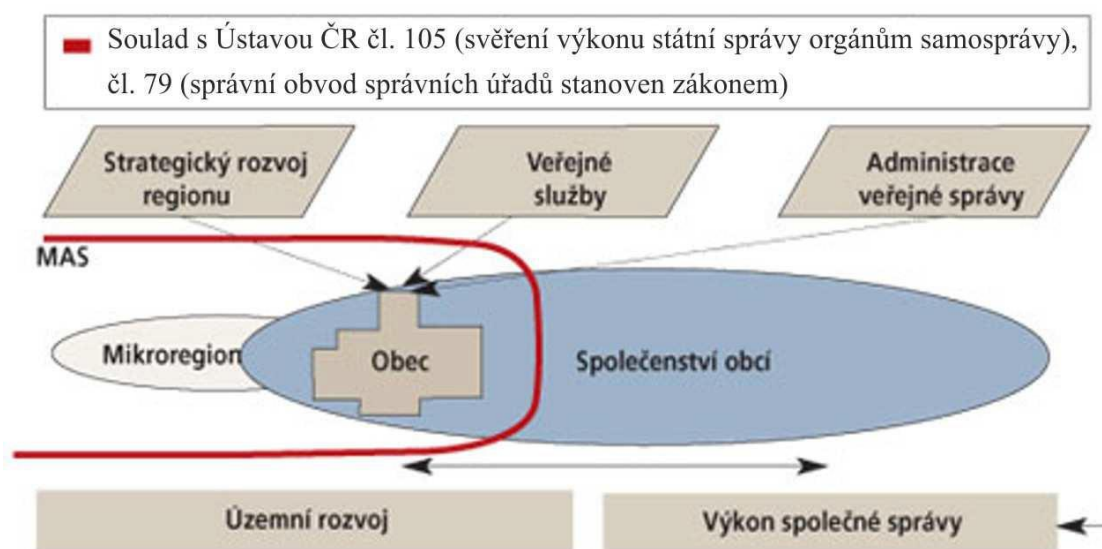 Soulad s Ústavou ČR čl. 105 (svěření výkonu státní správy orgánům samosprávy),
čl. 79 (správní obvod správních úřadů stanoven zákonem)
Strategický rozvoj
regionu
Veřejné
služby
Administrace
veřejné správy
MAS
Mikroregion
Obec
Společenství obcí
Územní rozvoj
Výkon společné správy